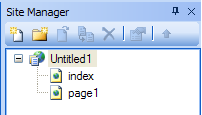 Site Manager
Untitled1
index
page1